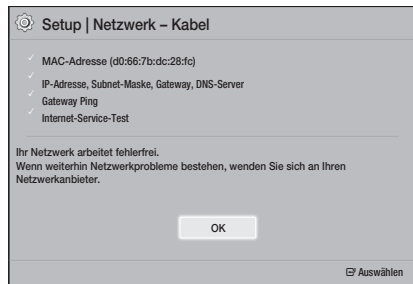 Setup | Netzwerk – Kabel
MAC-Adresse (d0:66:7b:dc:28:fc)
IP-Adresse, Subnet-Maske, Gateway, DNS-Server
Gateway Ping
Internet-Service-Test
Ihr Netzwerk arbeitet fehlerfrei.
Wenn weiterhin Netzwerkprobleme bestehen, wenden Sie sich an Ihren
Netzwerkanbieter.
OK
Auswählen